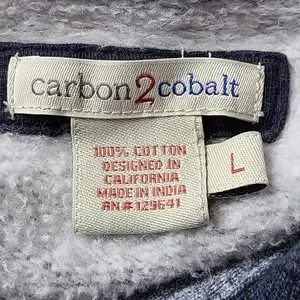 carbon2cobalt
100% COTTON
DESIGNED IN
CALIFORNIA
MADE IN INDIA
RN# 129641
L